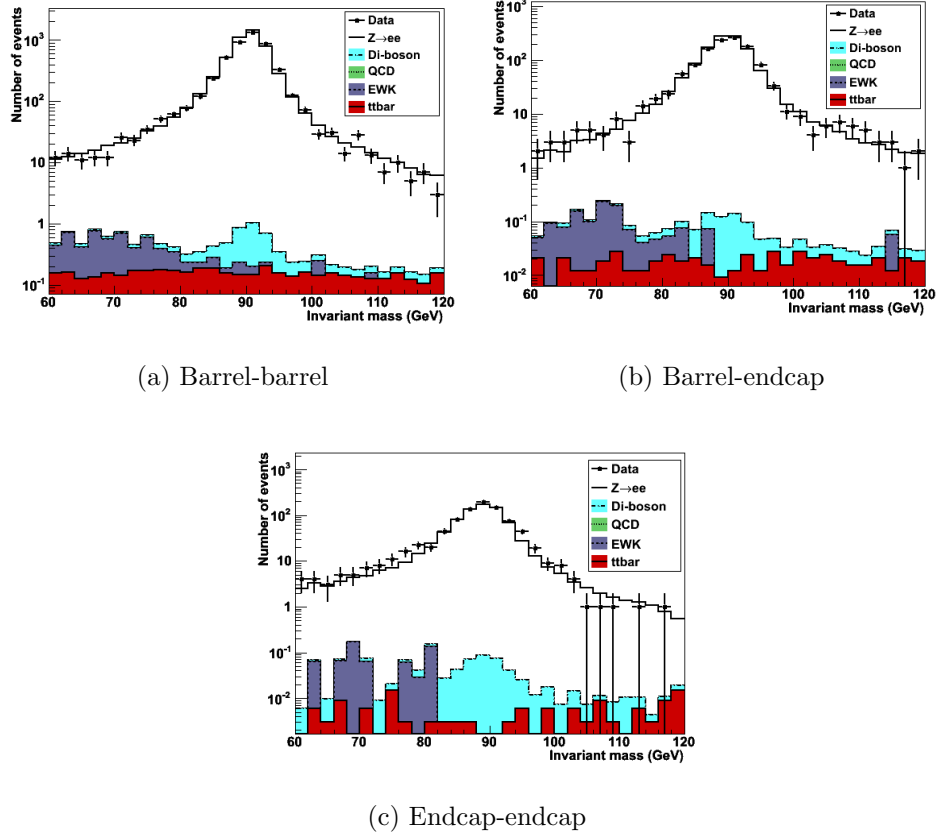 Number of events
10³
10²
10
1
10⁻¹
60 70 80 90 100 110 120
Invariant mass (GeV)
Data
Z→ee
Di-boson
QCD
EWK
ttbar
(a) Barrel-barrel
Number of events
10³
10²
10
1
10⁻¹
10⁻²
60 70 80 90 100 110 120
Invariant mass (GeV)
Data
Z→ee
Di-boson
QCD
EWK
ttbar
(b) Barrel-endcap
Number of events
10³
10²
10
1
10⁻¹
10⁻²
60 70 80 90 100 110 120
Invariant mass (GeV)
Data
Z→ee
Di-boson
QCD
EWK
ttbar
(c) Endcap-endcap